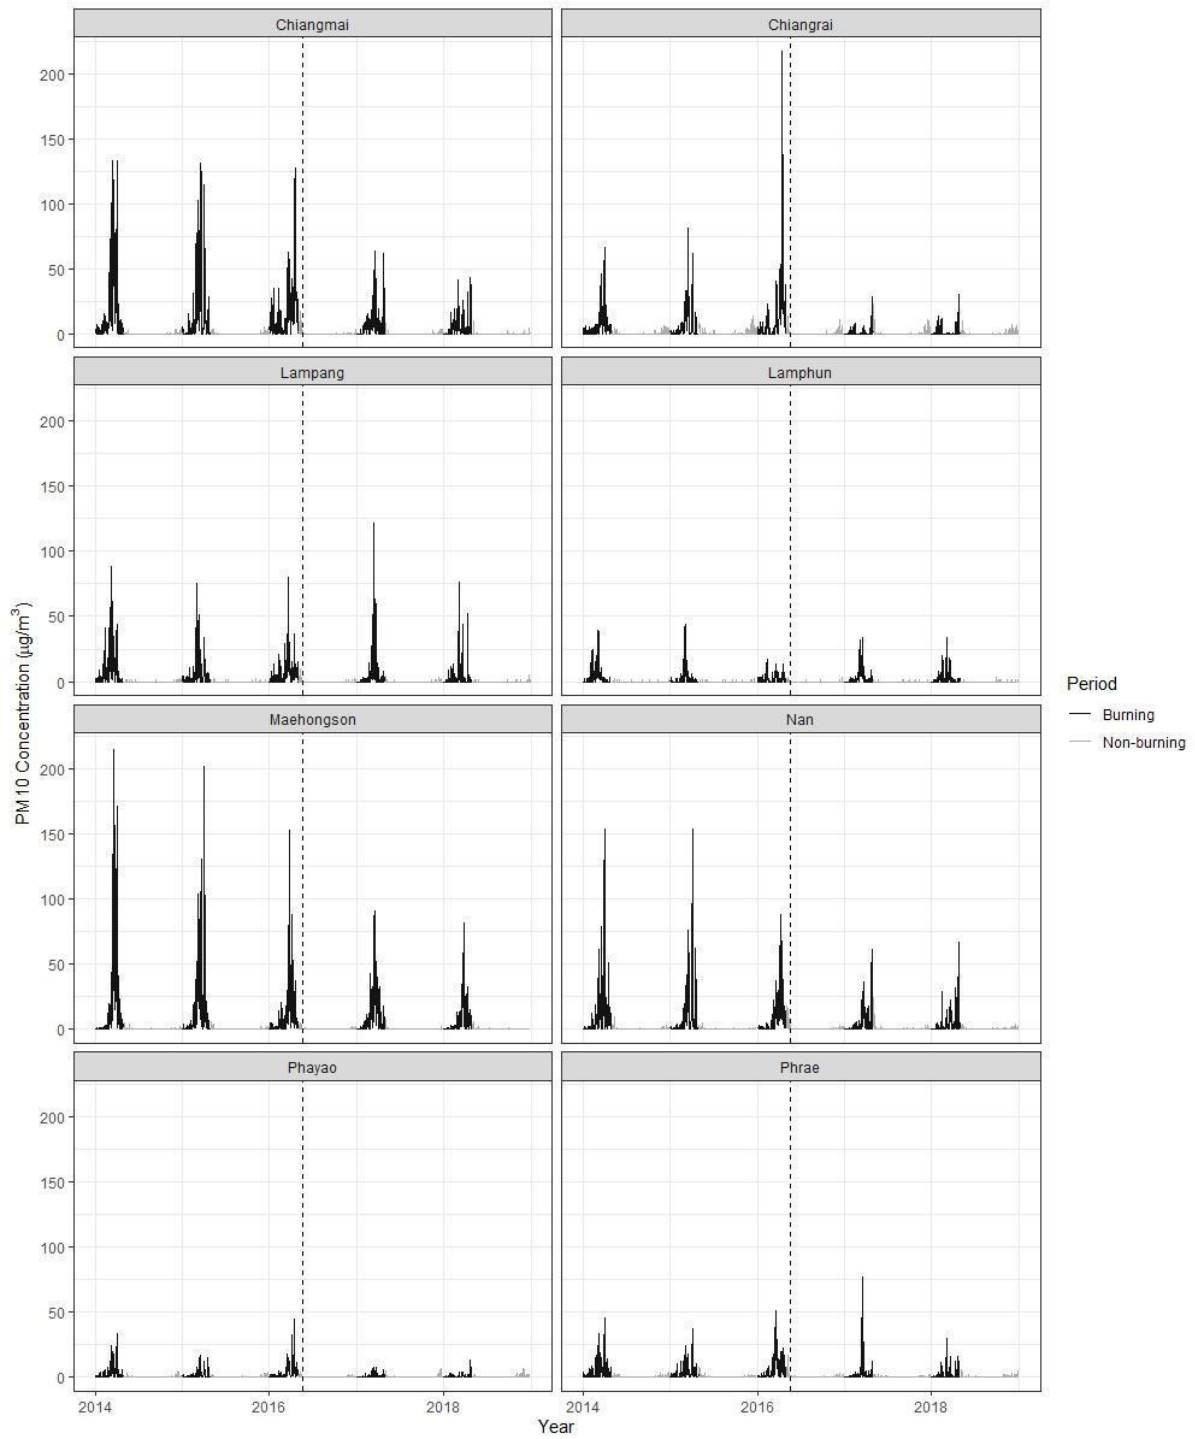 Chiangmai
Chiangrai
200
150
100
50
0
Lampang
Lamphun
200
150
100
50
0
Maehongson
Nan
200
150
100
50
0
Phayao
Phrae
200
150
100
50
0
2014
2016
2018
2014
2016
2018
Year
PM10 Concentration (µg/m³)
Period
Burning
Non-burning